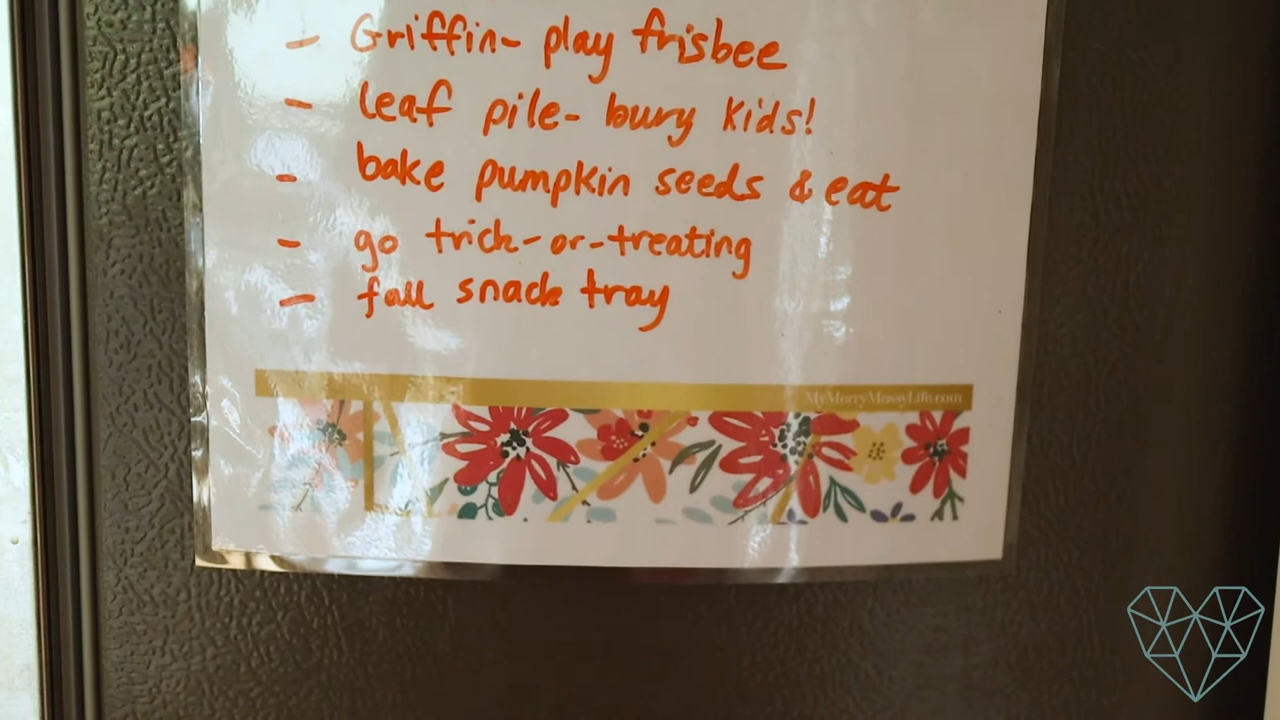 - Griffin- play frisbee
- leaf pile- bury kids!
- bake pumpkin seeds & eat
- go trick-or-treating
- fall snack tray
MyMerryMessyLife.com